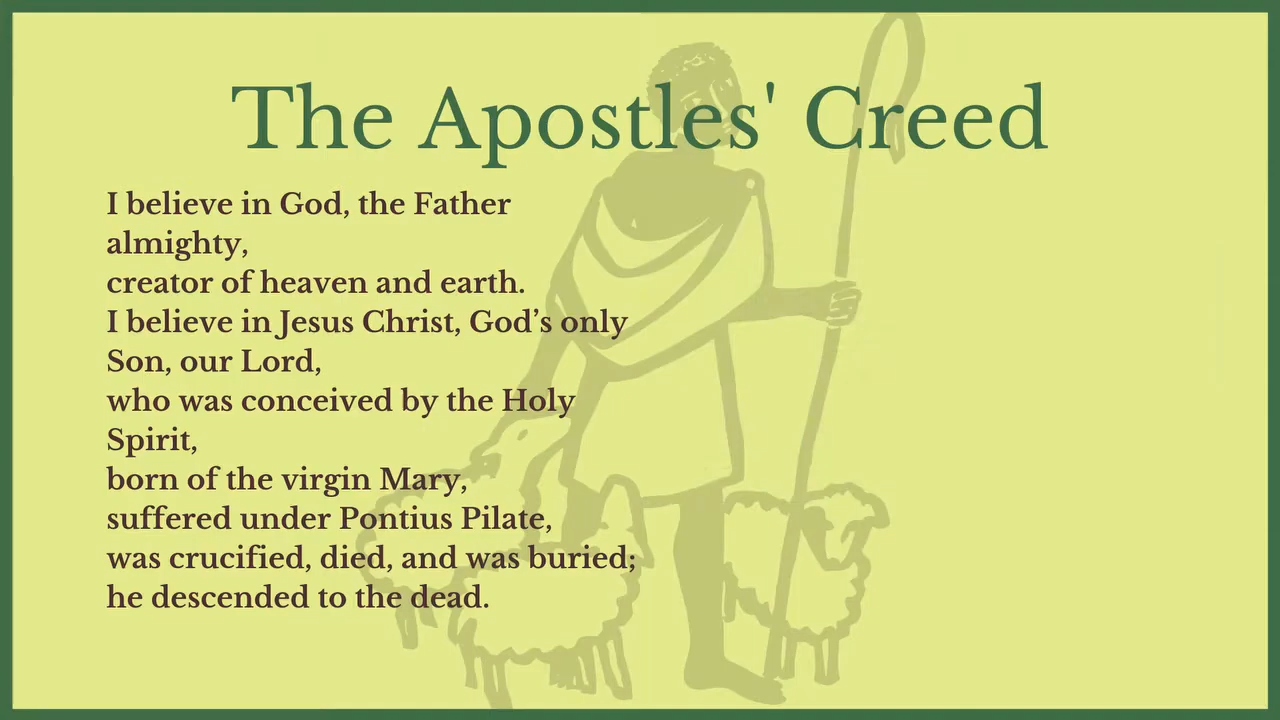 The Apostles' Creed
I believe in God, the Father
almighty,
creator of heaven and earth.
I believe in Jesus Christ, God’s only
Son, our Lord,
who was conceived by the Holy
Spirit,
born of the virgin Mary,
suffered under Pontius Pilate,
was crucified, died, and was buried;
he descended to the dead.